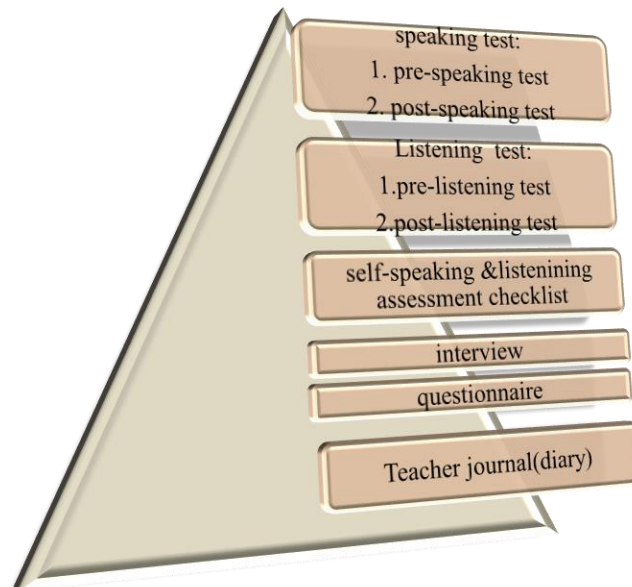 speaking test:
1. pre-speaking test
2. post-speaking test
Listening test:
1.pre-listening test
2.post-listening test
self-speaking &listenining
assessment checklist
interview
questionnaire
Teacher journal(diary)